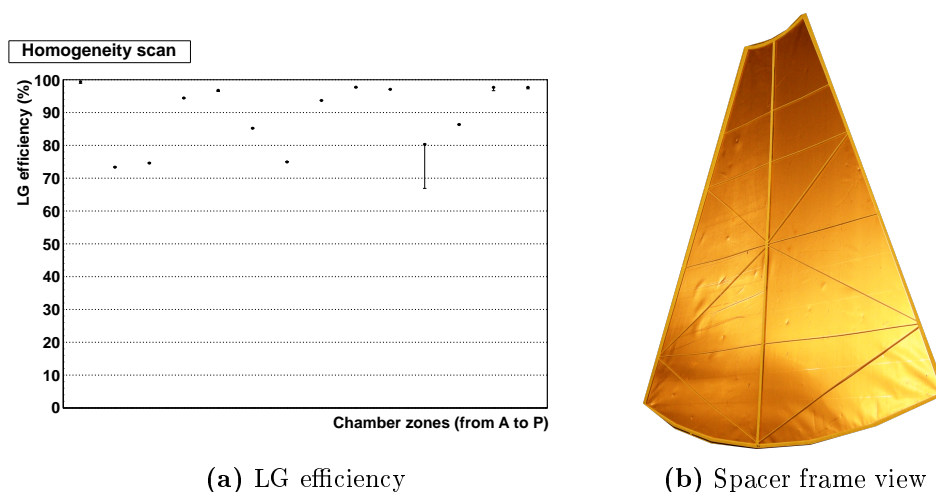 Homogeneity scan
LG efficiency (%)
100
90
80
70
60
50
40
30
20
10
0
Chamber zones (from A to P)
(a) LG efficiency
(b) Spacer frame view